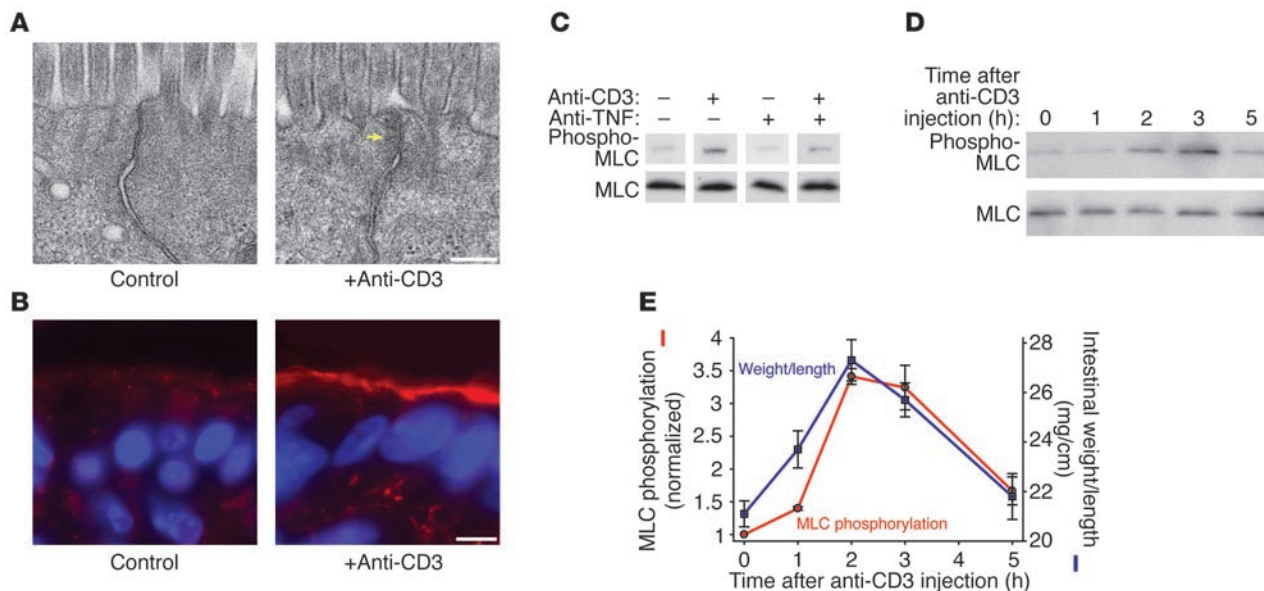 A
Control
+Anti-CD3
B
Control
+Anti-CD3
C
Anti-CD3: – + – +
Anti-TNF: – – + +
Phospho-
MLC
MLC
D
Time after
anti-CD3
injection (h): 0 1 2 3 5
Phospho-
MLC
MLC
E
MLC phosphorylation
(normalized)
4
3.5
3
2.5
2
1.5
1
Weight/length
MLC phosphorylation
28
26
24
22
20
Intestinal weight/length
(mg/cm)
0 1 2 3 4 5
Time after anti-CD3 injection (h)